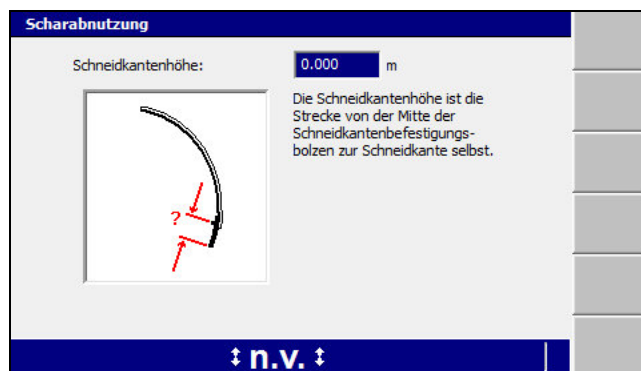 Scharabnutzung
Schneidkantenhöhe: 0.000 m
Die Schneidkantenhöhe ist die
Strecke von der Mitte der
Schneidkantenbefestigungs-
bolzen zur Schneidkante selbst.
?
↕ n.v. ↕